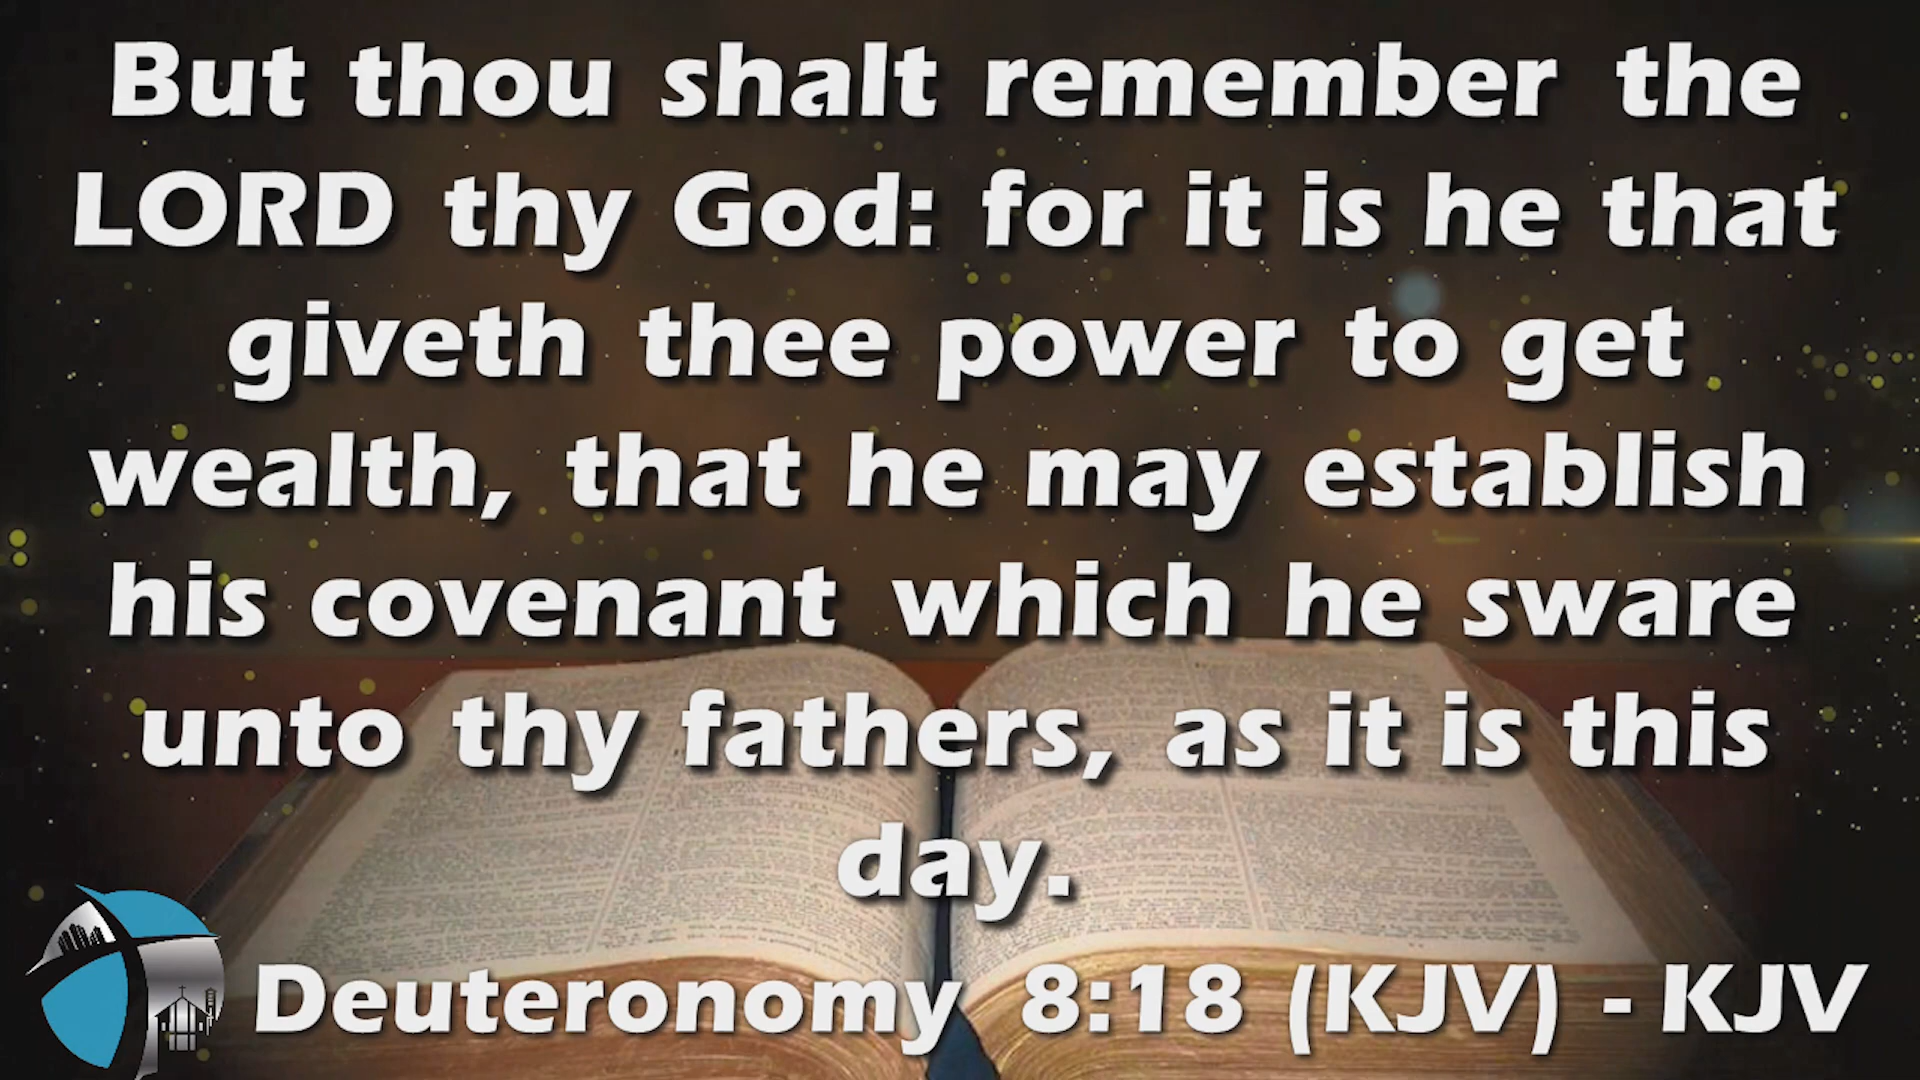 But thou shalt remember the
LORD thy God: for it is he that
giveth thee power to get
wealth, that he may establish
his covenant which he sware
unto thy fathers, as it is this
day.
Deuteronomy 8:18 (KJV) - KJV